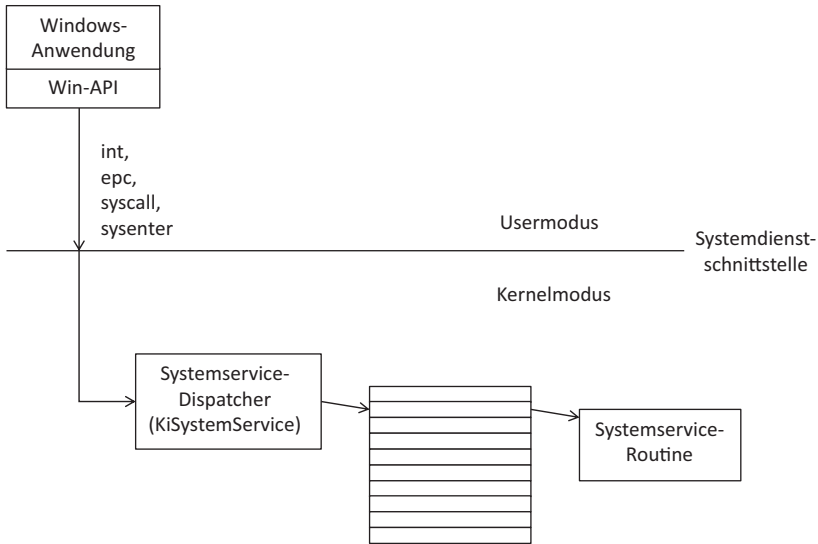 Windows-
Anwendung
Win-API
int,
epc,
syscall,
sysenter
Usermodus
Systemdienst-
schnittstelle
Kernelmodus
Systemservice-
Dispatcher
(KiSystemService)
Systemservice-
Routine